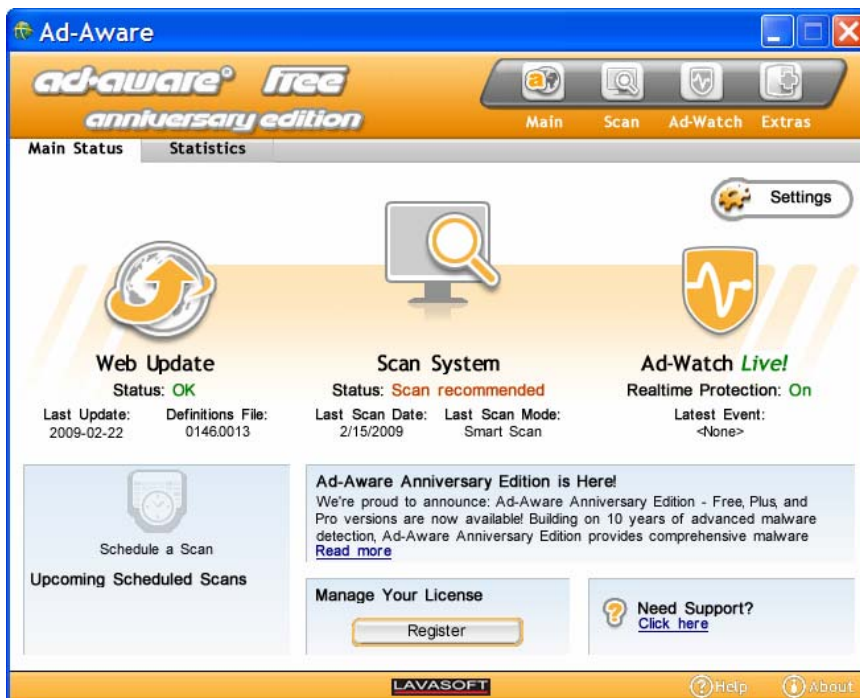 Ad-Aware
ad-aware® free
anniversary edition
Main Scan Ad-Watch Extras
Main Status Statistics
Settings
Web Update
Status: OK
Last Update: Definitions File:
2009-02-22 0146.0013
Scan System
Status: Scan recommended
Last Scan Date: Last Scan Mode:
2/15/2009 Smart Scan
Ad-Watch Live!
Realtime Protection: On
Latest Event:
<None>
Schedule a Scan
Upcoming Scheduled Scans
Ad-Aware Anniversary Edition is Here!
We're proud to announce: Ad-Aware Anniversary Edition - Free, Plus, and
Pro versions are now available! Building on 10 years of advanced malware
detection, Ad-Aware Anniversary Edition provides comprehensive malware
Read more
Manage Your License
Register
Need Support?
Click here
LAVASOFT
Help About